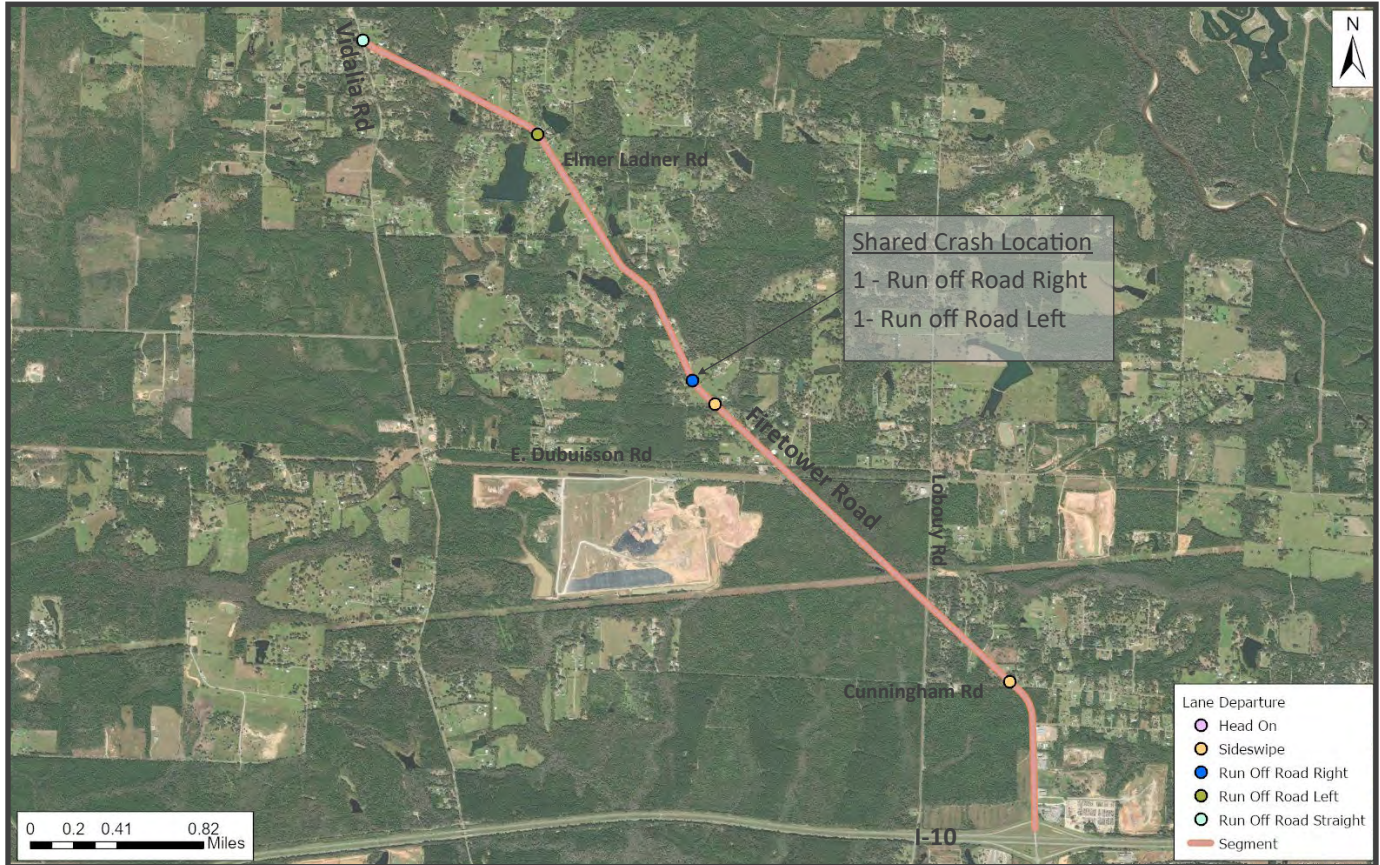 N
Vidalia Rd
Elmer Ladner Rd
Shared Crash Location
1 - Run off Road Right
1- Run off Road Left
Firetower Road
E. Dubuisson Rd
Lobouy Rd
Cunningham Rd
I-10
Lane Departure
Head On
Sideswipe
Run Off Road Right
Run Off Road Left
Run Off Road Straight
Segment
0 0.2 0.41 0.82
Miles